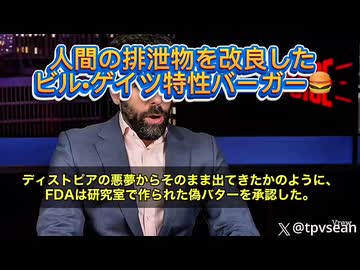 人間の排泄物を改良した
ビル·ゲイツ特性バーガー🍔
ディストピアの悪夢からそのまま出てきたかのように、
FDAは研究室で作られた偽バターを承認した。
Vrew
X @tpvsean